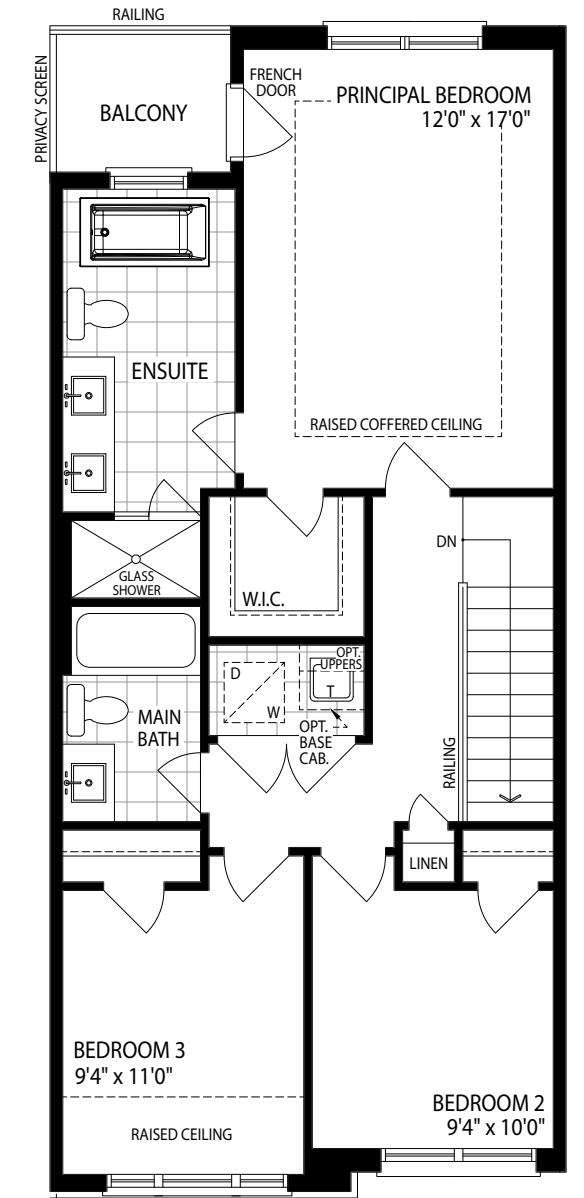 RAILING
PRIVACY SCREEN
BALCONY
FRENCH
DOOR
PRINCIPAL BEDROOM
12'0" x 17'0"
ENSUITE
RAISED COFFERED CEILING
DN
GLASS
SHOWER
W.I.C.
OPT.
UPPERS
D
W
T
MAIN
BATH
OPT.
BASE
CAB.
RAILING
LINEN
BEDROOM 3
9'4" x 11'0"
BEDROOM 2
9'4" x 10'0"
RAISED CEILING